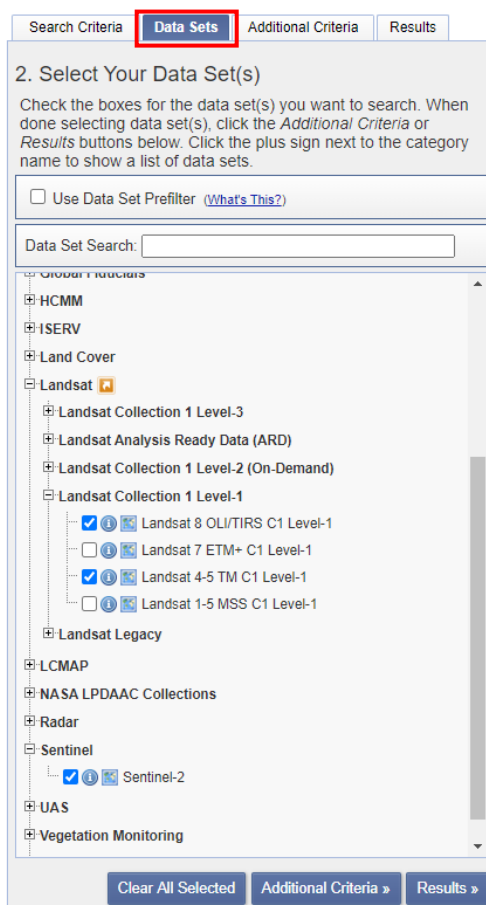 Search Criteria Data Sets Additional Criteria Results
2. Select Your Data Set(s)
Check the boxes for the data set(s) you want to search. When
done selecting data set(s), click the Additional Criteria or
Results buttons below. Click the plus sign next to the category
name to show a list of data sets.
Use Data Set Prefilter (What's This?)
Data Set Search:
Global Fiducials
HCMM
ISERV
Land Cover
Landsat
Landsat Collection 1 Level-3
Landsat Analysis Ready Data (ARD)
Landsat Collection 1 Level-2 (On-Demand)
Landsat Collection 1 Level-1
Landsat 8 OLI/TIRS C1 Level-1
Landsat 7 ETM+ C1 Level-1
Landsat 4-5 TM C1 Level-1
Landsat 1-5 MSS C1 Level-1
Landsat Legacy
LCMAP
NASA LPDAAC Collections
Radar
Sentinel
Sentinel-2
UAS
Vegetation Monitoring
Clear All Selected Additional Criteria » Results »